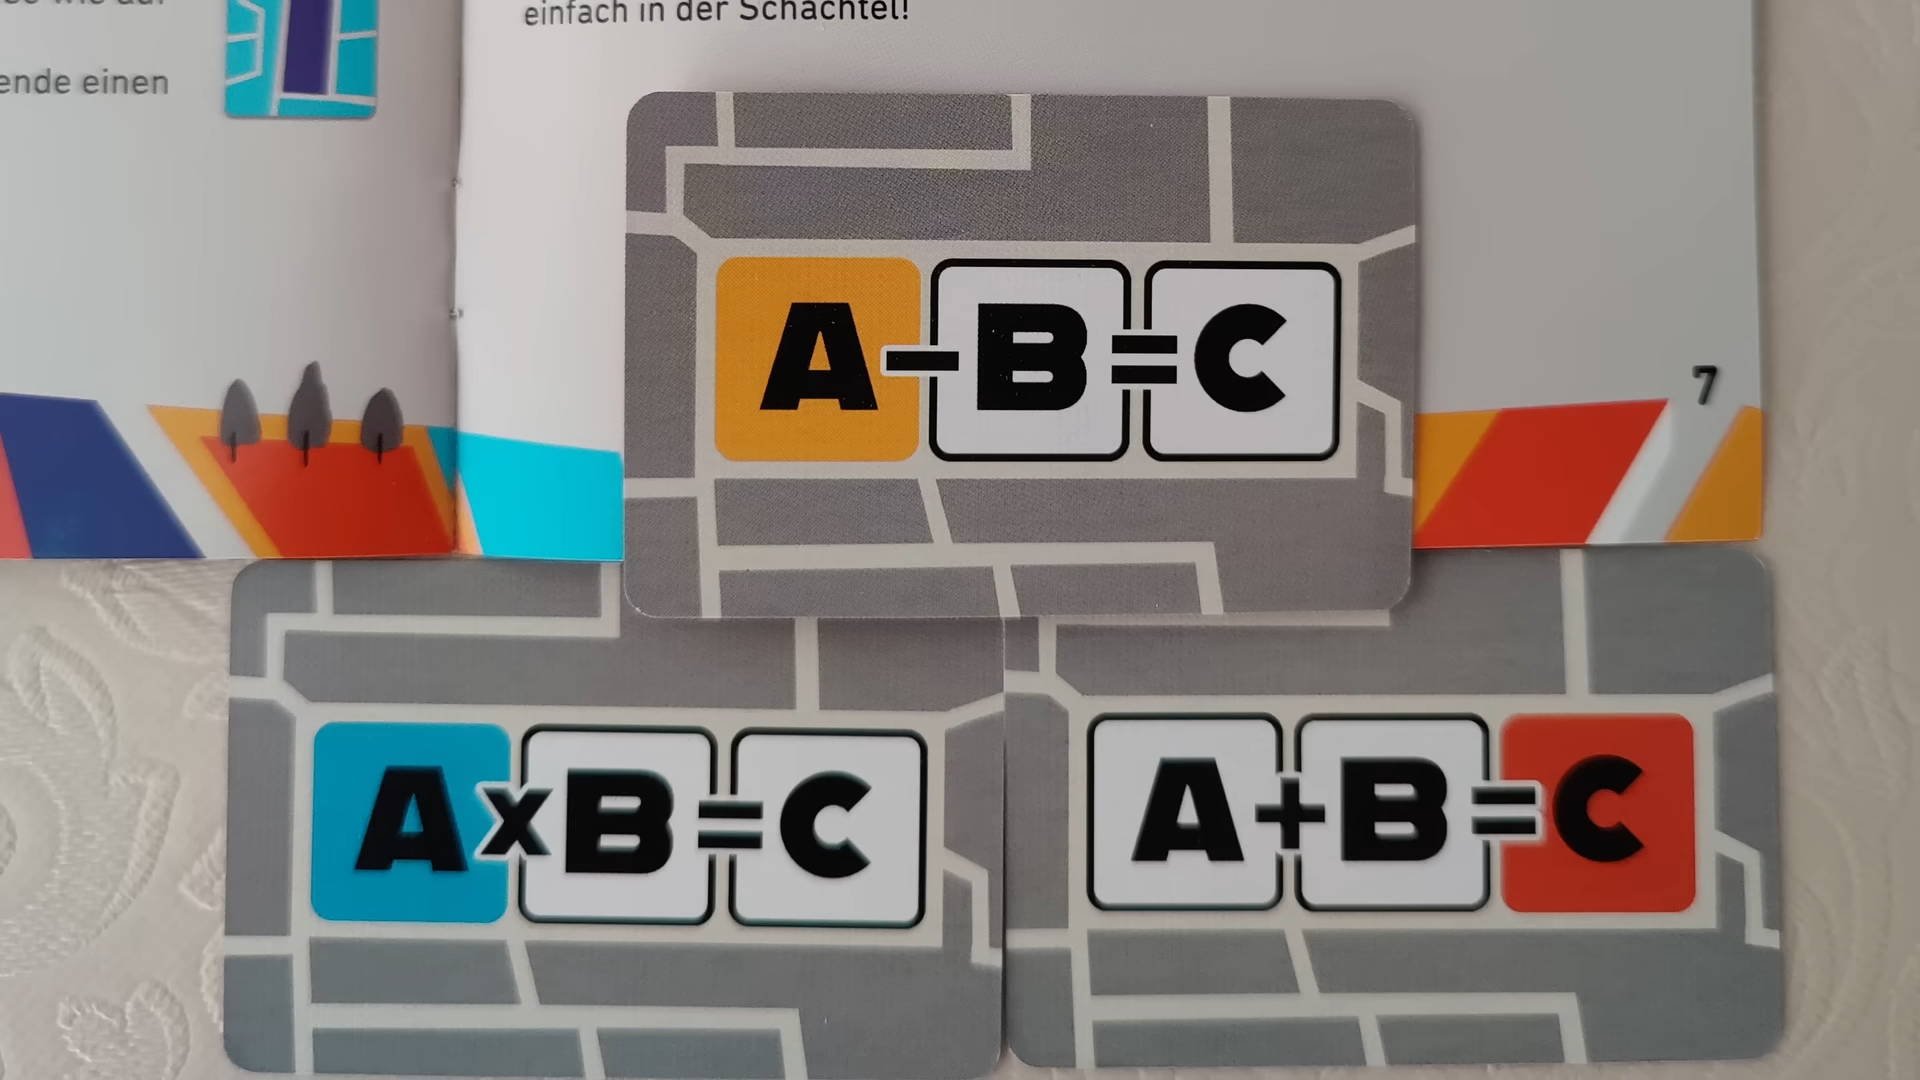 ende einen
einfach in der Schachtel!
7
A-B=C
AxB=C
A+B=C